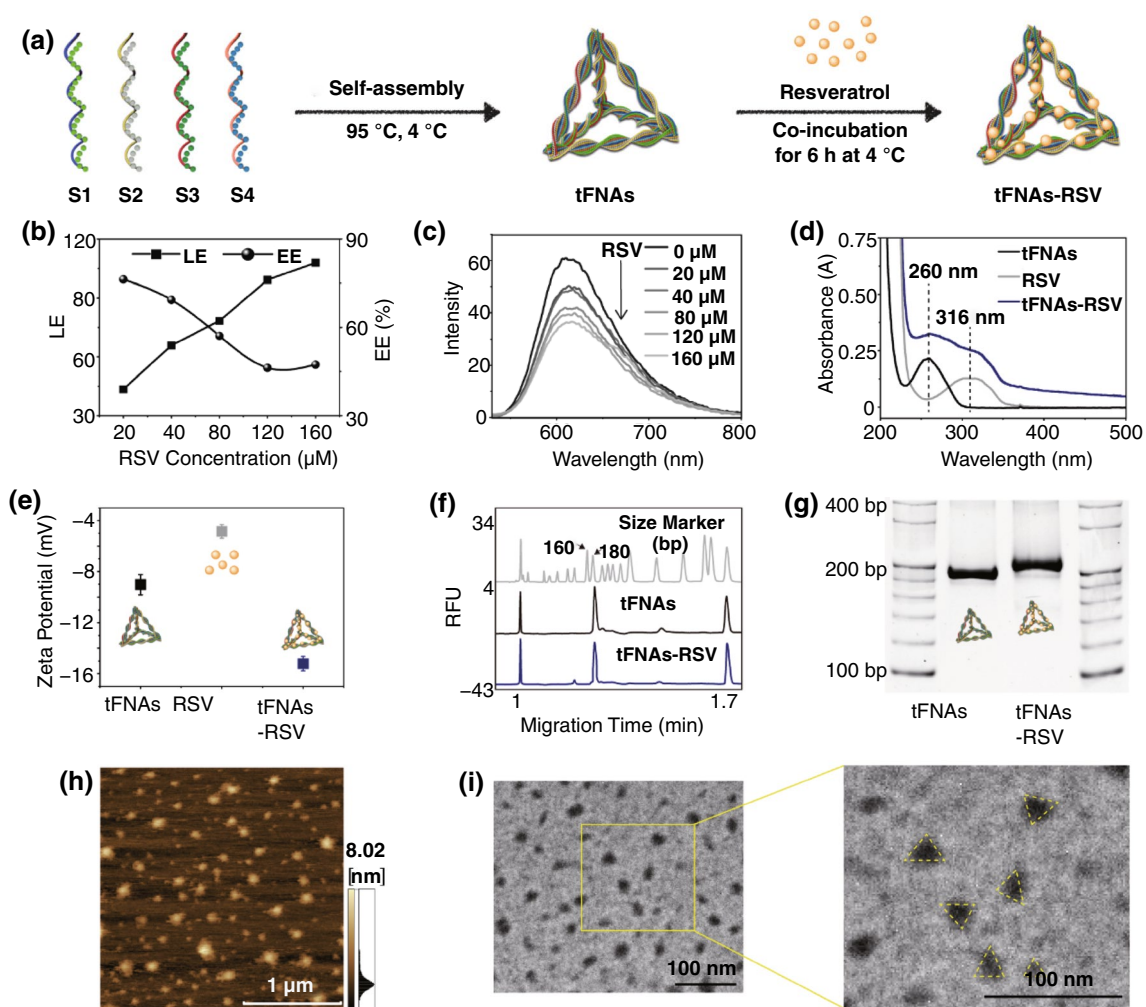 (a)
S1 S2 S3 S4
Self-assembly
95 °C, 4 °C
tFNAs
Resveratrol
Co-incubation
for 6 h at 4 °C
tFNAs-RSV
(b)
LE EE
120
100
80
60
30
LE
90
60
30
EE (%)
20 40 80 120 160
RSV Concentration (µM)
(c)
60
40
20
0
Intensity
RSV
0 µM
20 µM
40 µM
80 µM
120 µM
160 µM
600 700 800
Wavelength (nm)
(d)
0.75
0.50
0.25
0
Absorbance (A)
260 nm
316 nm
tFNAs
RSV
tFNAs-RSV
200 300 400 500
Wavelength (nm)
(e)
−4
−8
−12
−16
Zeta Potential (mV)
tFNAs RSV tFNAs
-RSV
(f)
34
4
−43
RFU
Size Marker
(bp)
160 180
tFNAs
tFNAs-RSV
1 1.7
Migration Time (min)
(g)
400 bp
200 bp
100 bp
tFNAs tFNAs
-RSV
(h)
8.02
[nm]
1 µm
(i)
100 nm
100 nm